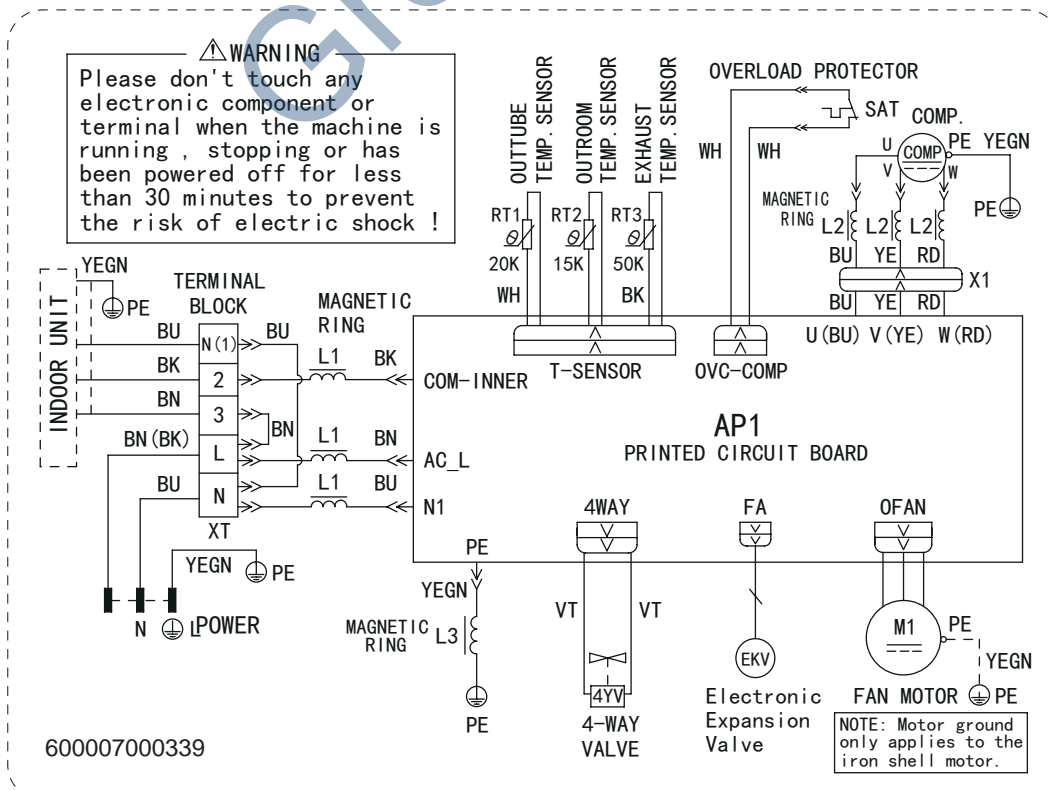 Gre
WARNING
Please don't touch any
electronic component or
terminal when the machine is
running , stopping or has
been powered off for less
than 30 minutes to prevent
the risk of electric shock !
OUTTUBE
TEMP. SENSOR
OUTROOM
TEMP. SENSOR
EXHAUST
TEMP. SENSOR
RT1
RT2
RT3
20K
15K
50K
WH
BK
OVERLOAD PROTECTOR
SAT
WH
WH
COMP.
U
COMP
PE
YEGN
V
W
PE
MAGNETIC
RING
L2
L2
L2
BU
YE
RD
X1
BU
YE
RD
U(BU)
V(YE)
W(RD)
INDOOR UNIT
YEGN
PE
TERMINAL
BLOCK
MAGNETIC
RING
BU
N(1)
BU
BK
2
L1
BK
COM-INNER
BN
3
BN
BN(BK)
L
L1
BN
AC_L
BU
N
L1
BU
N1
XT
YEGN
PE
N
L
POWER
T-SENSOR
OVC-COMP
AP1
PRINTED CIRCUIT BOARD
PE
4WAY
FA
OFAN
YEGN
MAGNETIC
RING
L3
PE
VT
VT
4YV
4-WAY
VALVE
EKV
Electronic
Expansion
Valve
M1
PE
YEGN
FAN MOTOR
PE
NOTE: Motor ground
only applies to the
iron shell motor.
600007000339